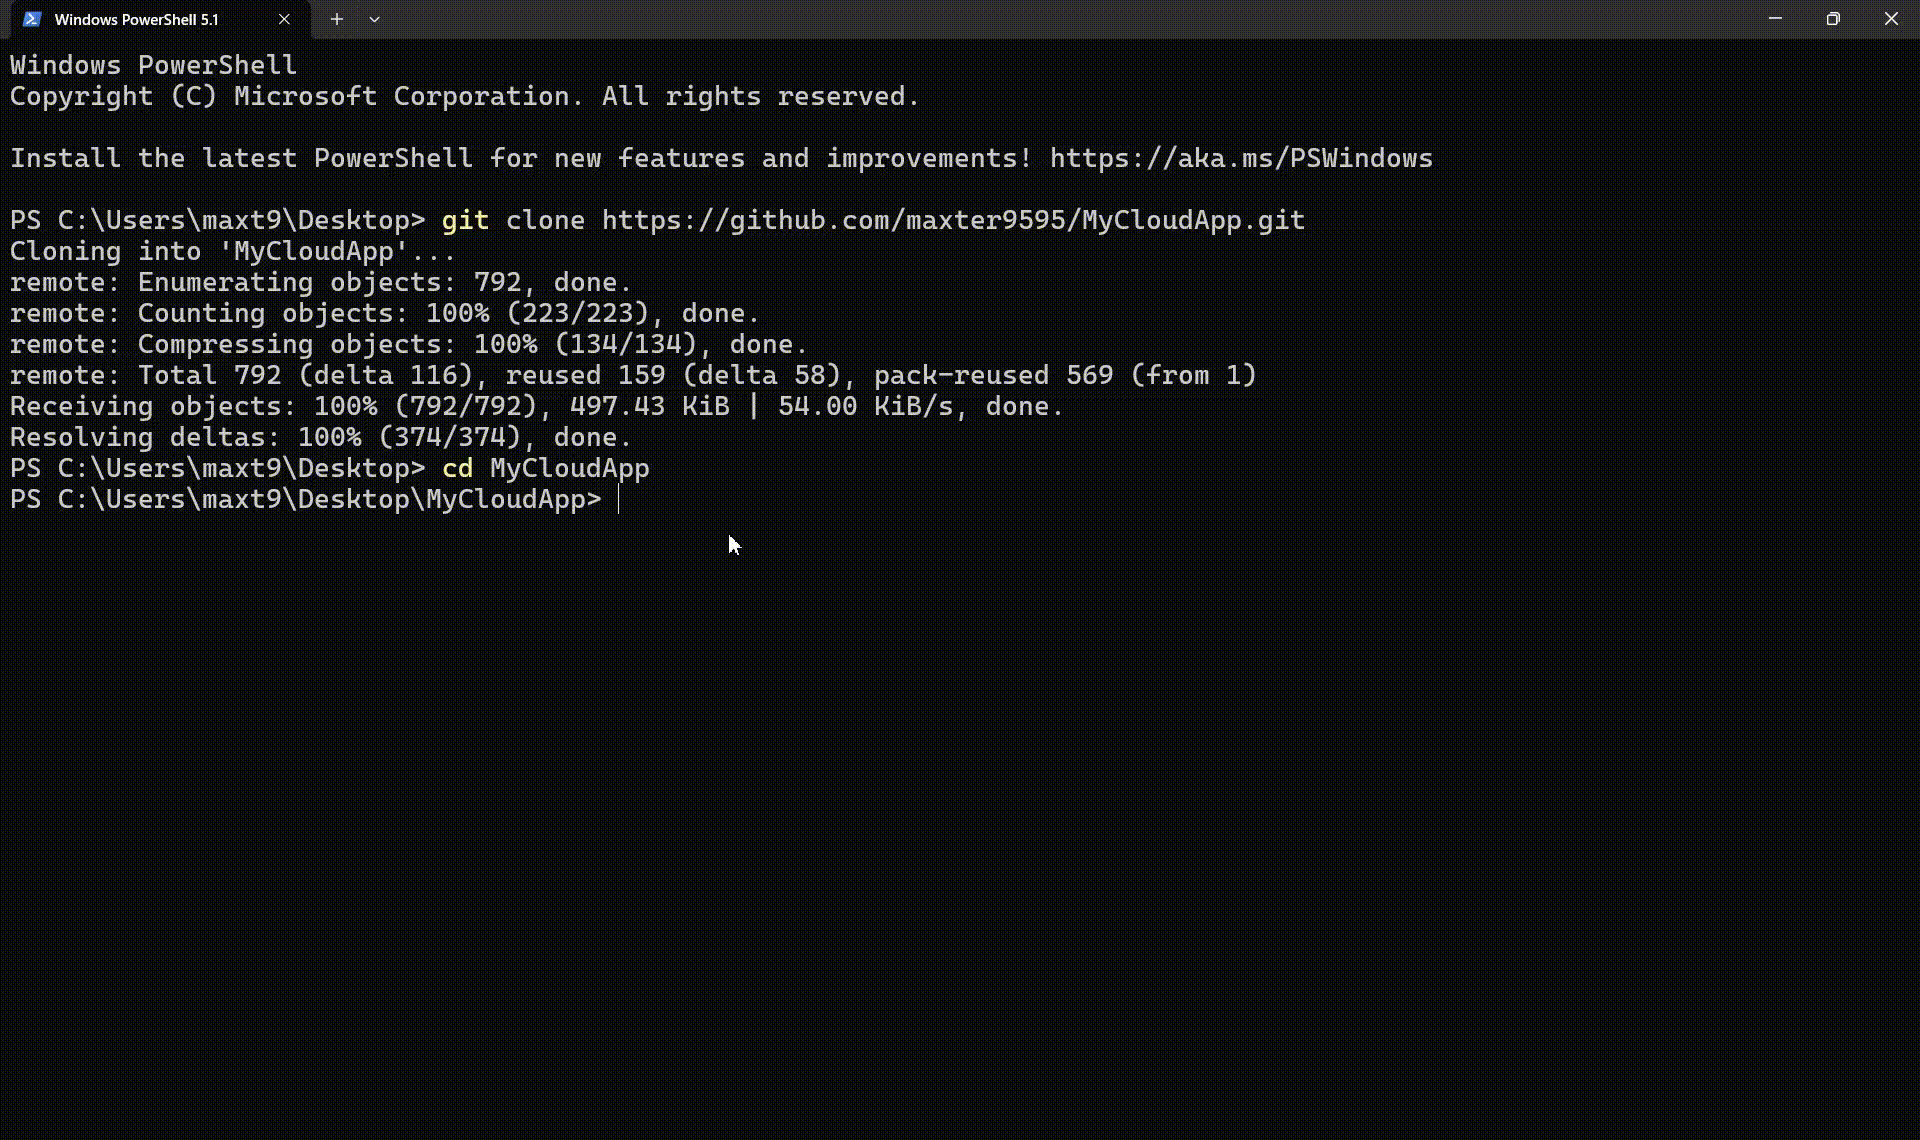 Windows PowerShell 5.1
Windows PowerShell
Copyright (C) Microsoft Corporation. All rights reserved.
Install the latest PowerShell for new features and improvements! https://aka.ms/PSWindows
PS C:\Users\maxt9\Desktop> git clone https://github.com/maxter9595/MyCloudApp.git
Cloning into 'MyCloudApp'...
remote: Enumerating objects: 792, done.
remote: Counting objects: 100% (223/223), done.
remote: Compressing objects: 100% (134/134), done.
remote: Total 792 (delta 116), reused 159 (delta 58), pack-reused 569 (from 1)
Receiving objects: 100% (792/792), 497.43 KiB | 54.00 KiB/s, done.
Resolving deltas: 100% (374/374), done.
PS C:\Users\maxt9\Desktop> cd MyCloudApp
PS C:\Users\maxt9\Desktop\MyCloudApp>